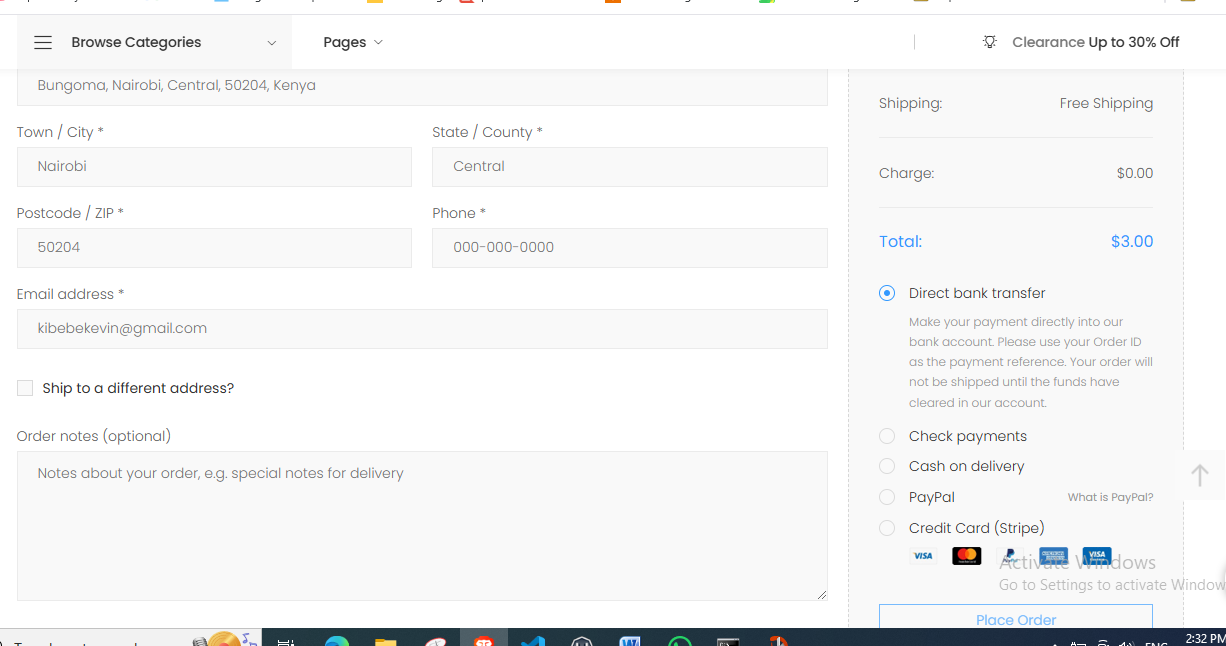 Browse Categories
Pages
Clearance Up to 30% Off
Bungoma, Nairobi, Central, 50204, Kenya
Town / City *
State / County *
Nairobi
Central
Postcode / ZIP *
Phone *
50204
000-000-0000
Email address *
kibebekevin@gmail.com
Ship to a different address?
Order notes (optional)
Notes about your order, e.g. special notes for delivery
Shipping:
Free Shipping
Charge:
$0.00
Total:
$3.00
Direct bank transfer
Make your payment directly into our
bank account. Please use your Order ID
as the payment reference. Your order will
not be shipped until the funds have
cleared in our account.
Check payments
Cash on delivery
PayPal
What is PayPal?
Credit Card (Stripe)
VISA
VISA
Activate Windows
Go to Settings to activate Window
Place Order
ENG
2:32 PM